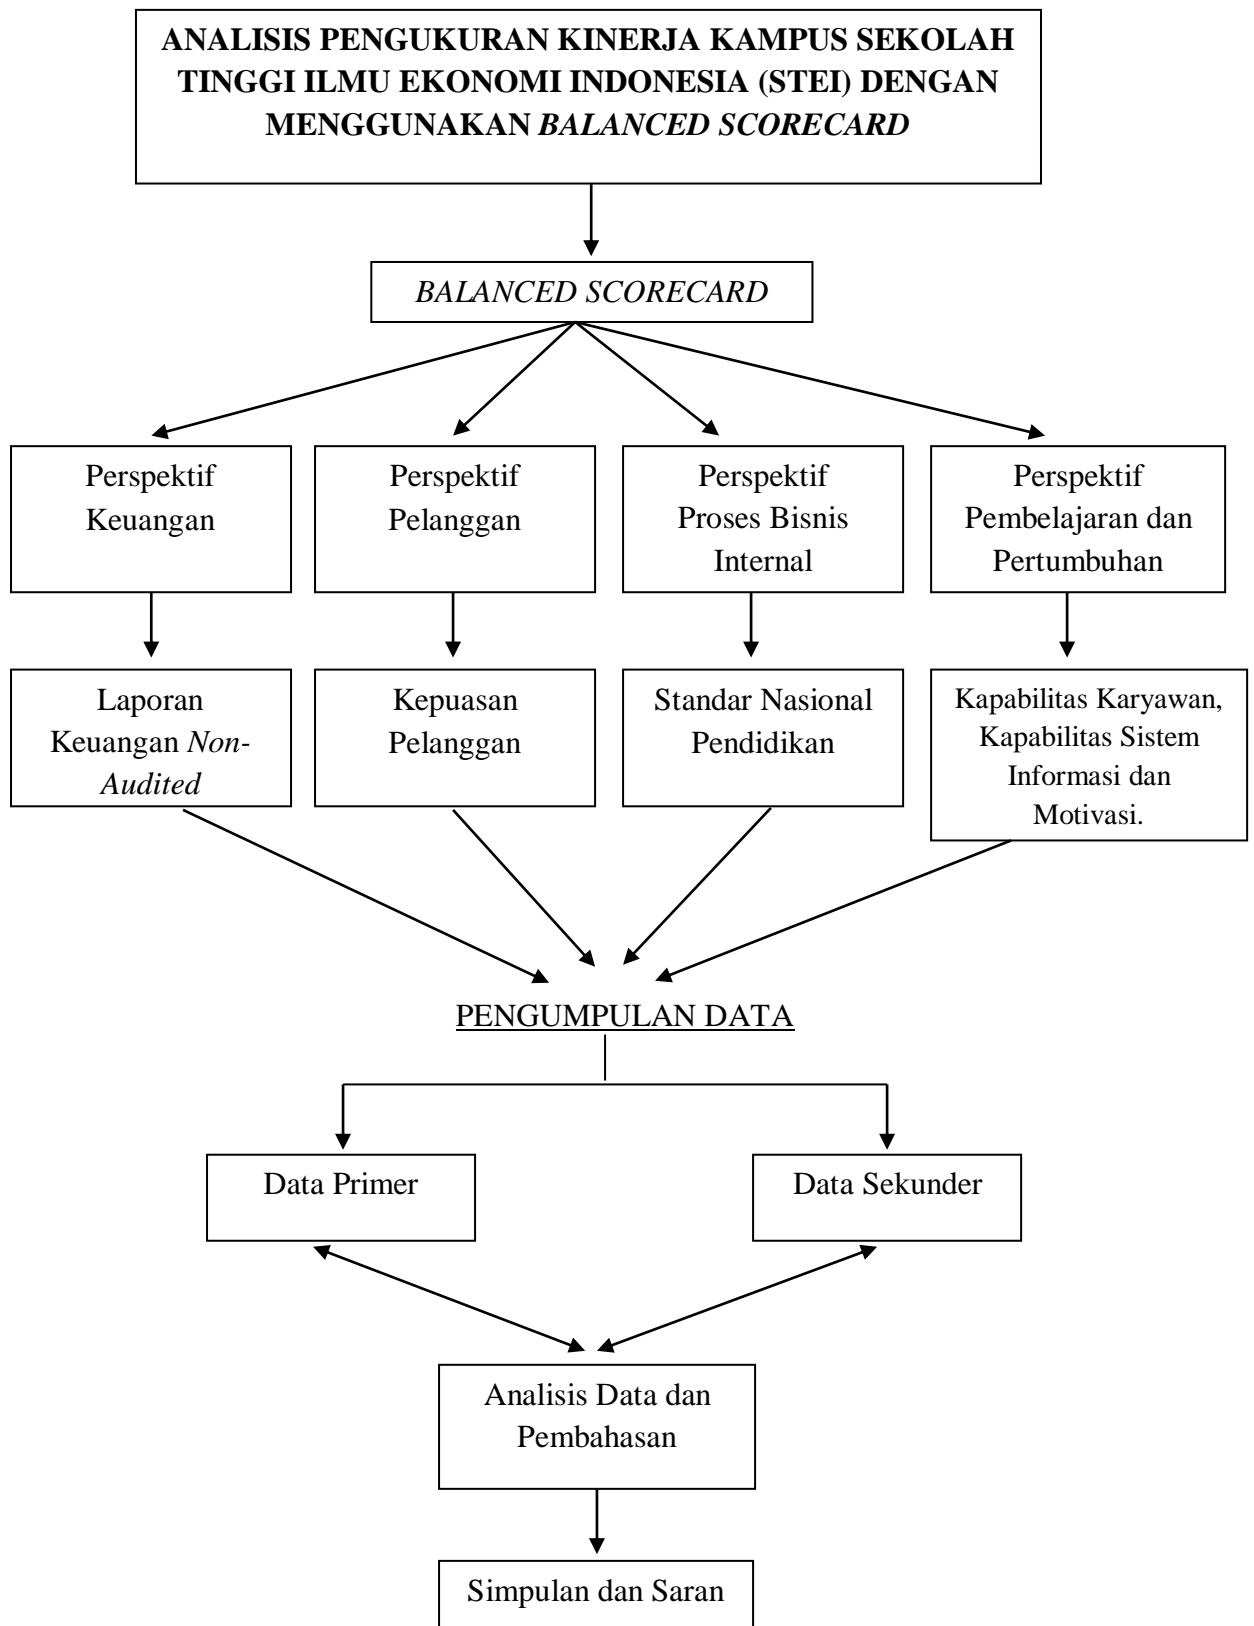 ANALISIS PENGUKURAN KINERJA KAMPUS SEKOLAH
TINGGI ILMU EKONOMI INDONESIA (STEI) DENGAN
MENGGUNAKAN BALANCED SCORECARD
BALANCED SCORECARD
Perspektif
Keuangan
Perspektif
Pelanggan
Perspektif
Proses Bisnis
Internal
Perspektif
Pembelajaran dan
Pertumbuhan
Laporan
Keuangan Non-
Audited
Kepuasan
Pelanggan
Standar Nasional
Pendidikan
Kapabilitas Karyawan,
Kapabilitas Sistem
Informasi dan
Motivasi.
PENGUMPULAN DATA
Data Primer
Data Sekunder
Analisis Data dan
Pembahasan
Simpulan dan Saran